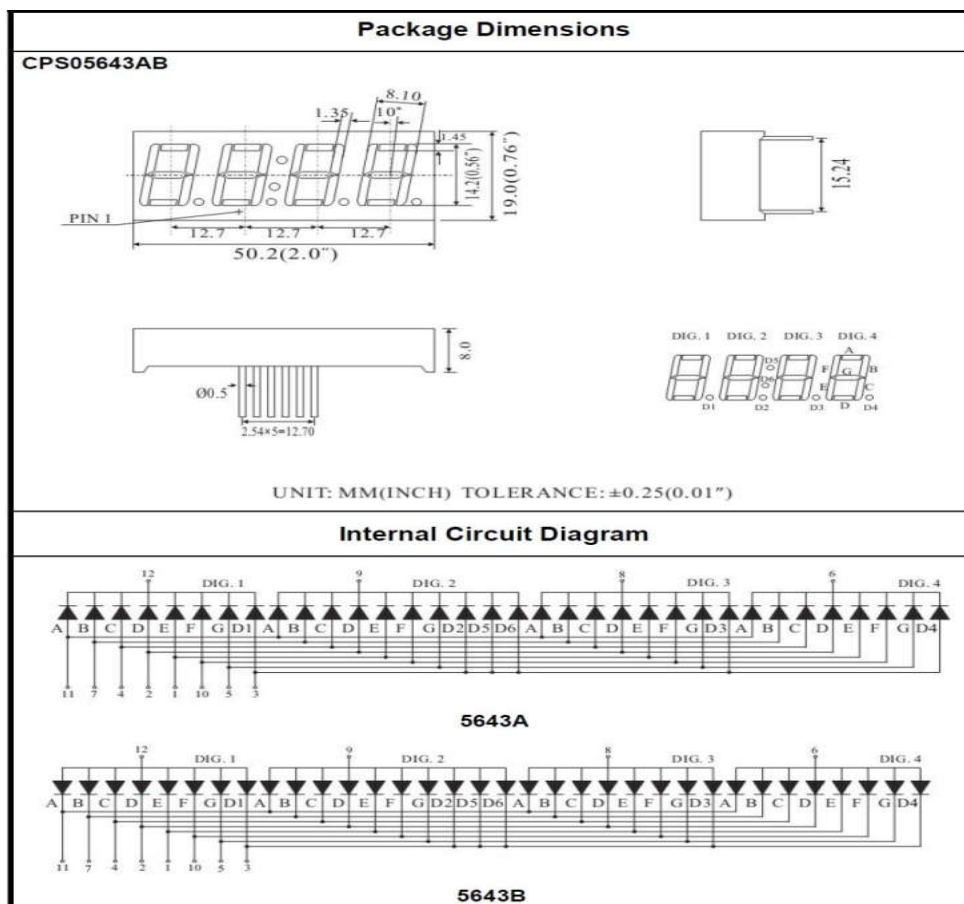 Package Dimensions
CPS05643AB
8.10
1.35 10°
1.45
14.2(0.56″)
19.0(0.76″)
PIN 1
12.7 12.7 12.7
50.2(2.0″)
15.24
8.0
Ø0.5
2.54×5=12.70
DIG. 1 DIG. 2 DIG. 3 DIG. 4
A
D5 F G B
D6 E C
D1 D2 D3 D D4
UNIT: MM(INCH) TOLERANCE: ±0.25(0.01″)
Internal Circuit Diagram
12 DIG. 1 9 DIG. 2 8 DIG. 3 6 DIG. 4
A B C D E F G D1 A B C D E F G D2 D5 D6 A B C D E F G D3 A B C D E F G D4
11 7 4 2 1 10 5 3
5643A
12 DIG. 1 9 DIG. 2 8 DIG. 3 6 DIG. 4
A B C D E F G D1 A B C D E F G D2 D5 D6 A B C D E F G D3 A B C D E F G D4
11 7 4 2 1 10 5 3
5643B